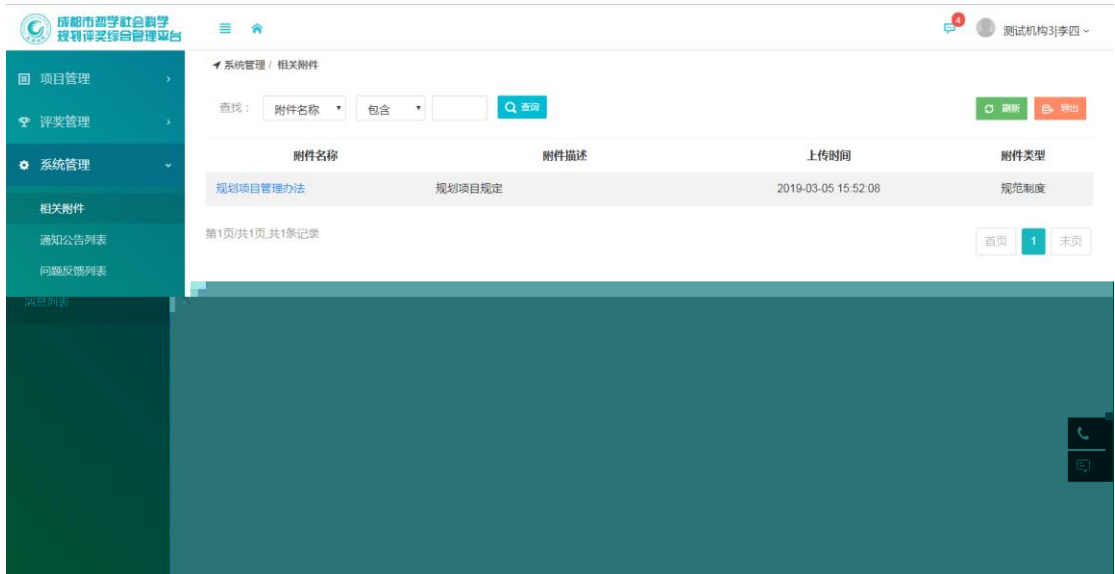 成都市哲学社会科学
规划评奖综合管理平台
4
测试机构3|李四
项目管理
评奖管理
系统管理
相关附件
通知公告列表
问题反馈列表
消息列表
系统管理 / 相关附件
查找：
附件名称
包含
查询
刷新
导出
附件名称 附件描述 上传时间 附件类型
规划项目管理办法 规划项目规定 2019-03-05 15:52:08 规范制度
第1页/共1页,共1条记录
首页 1 末页